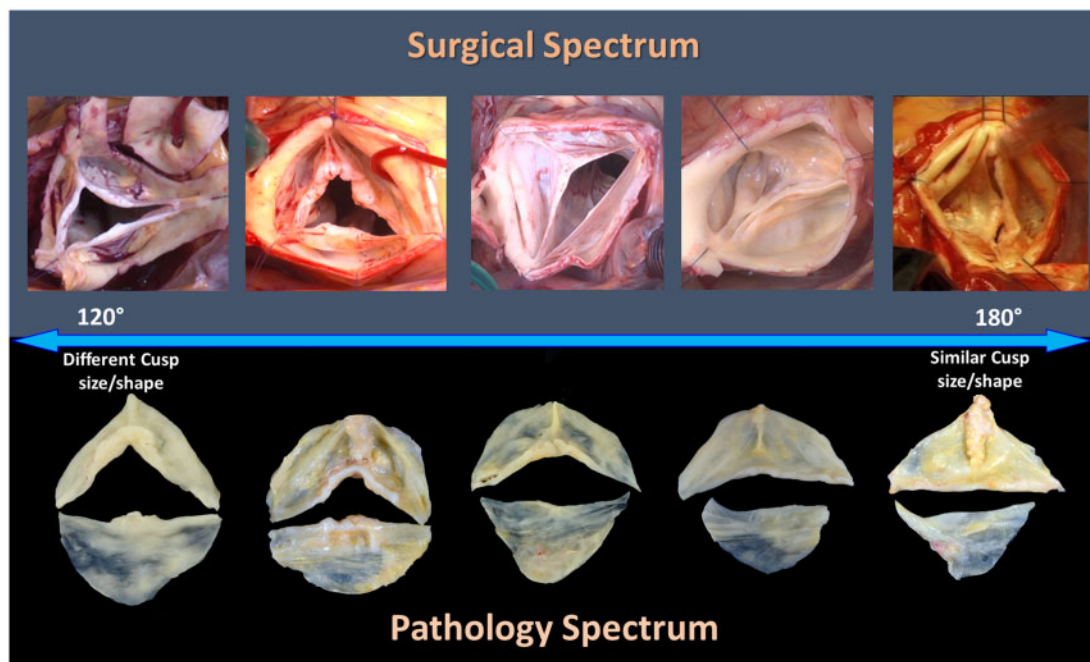 Surgical Spectrum
120°
180°
Different Cusp
size/shape
Similar Cusp
size/shape
Pathology Spectrum